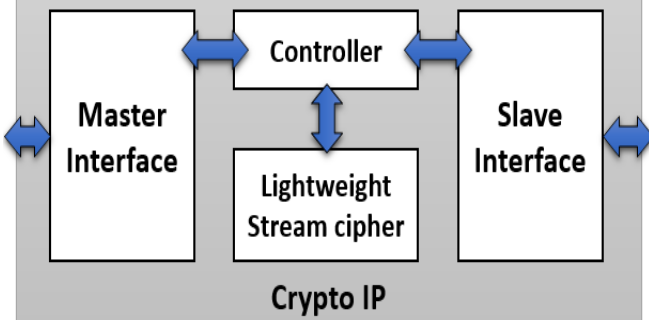 Controller
Master
Interface
Slave
Interface
Lightweight
Stream cipher
Crypto IP